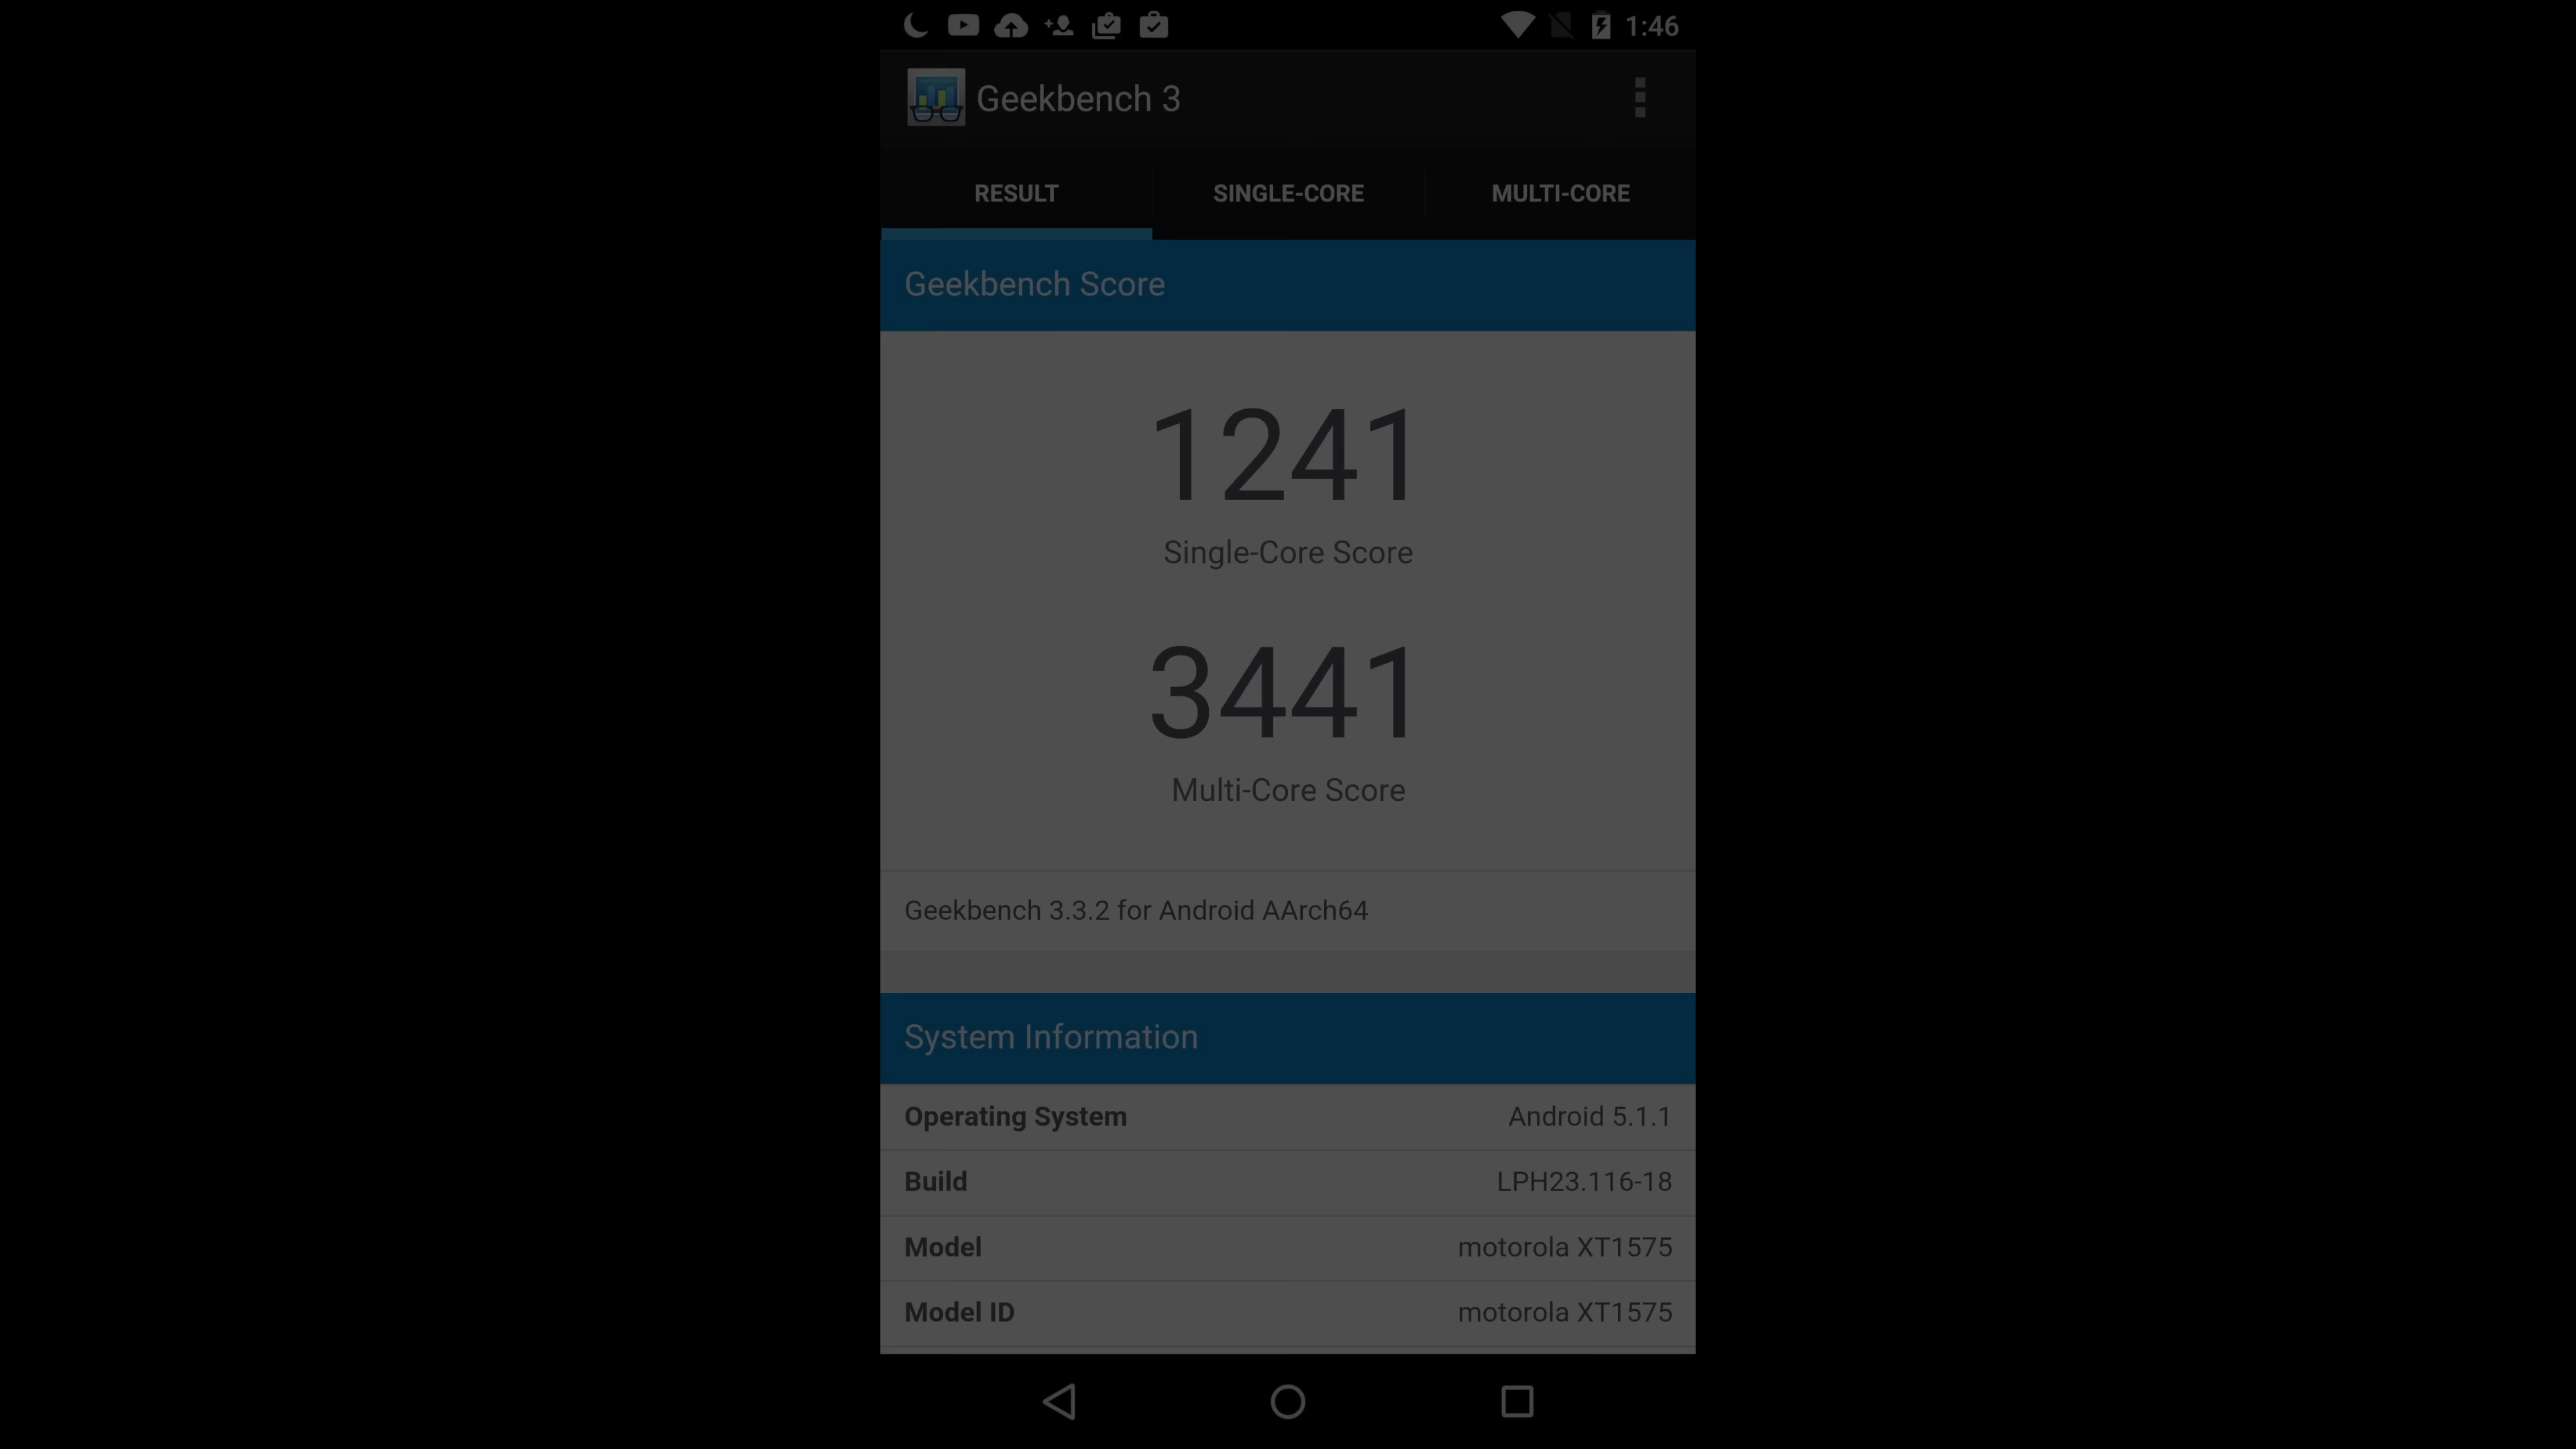 1:46
Geekbench 3
RESULT SINGLE-CORE MULTI-CORE
Geekbench Score
1241
Single-Core Score
3441
Multi-Core Score
Geekbench 3.3.2 for Android AArch64
System Information
Operating System Android 5.1.1
Build LPH23.116-18
Model motorola XT1575
Model ID motorola XT1575